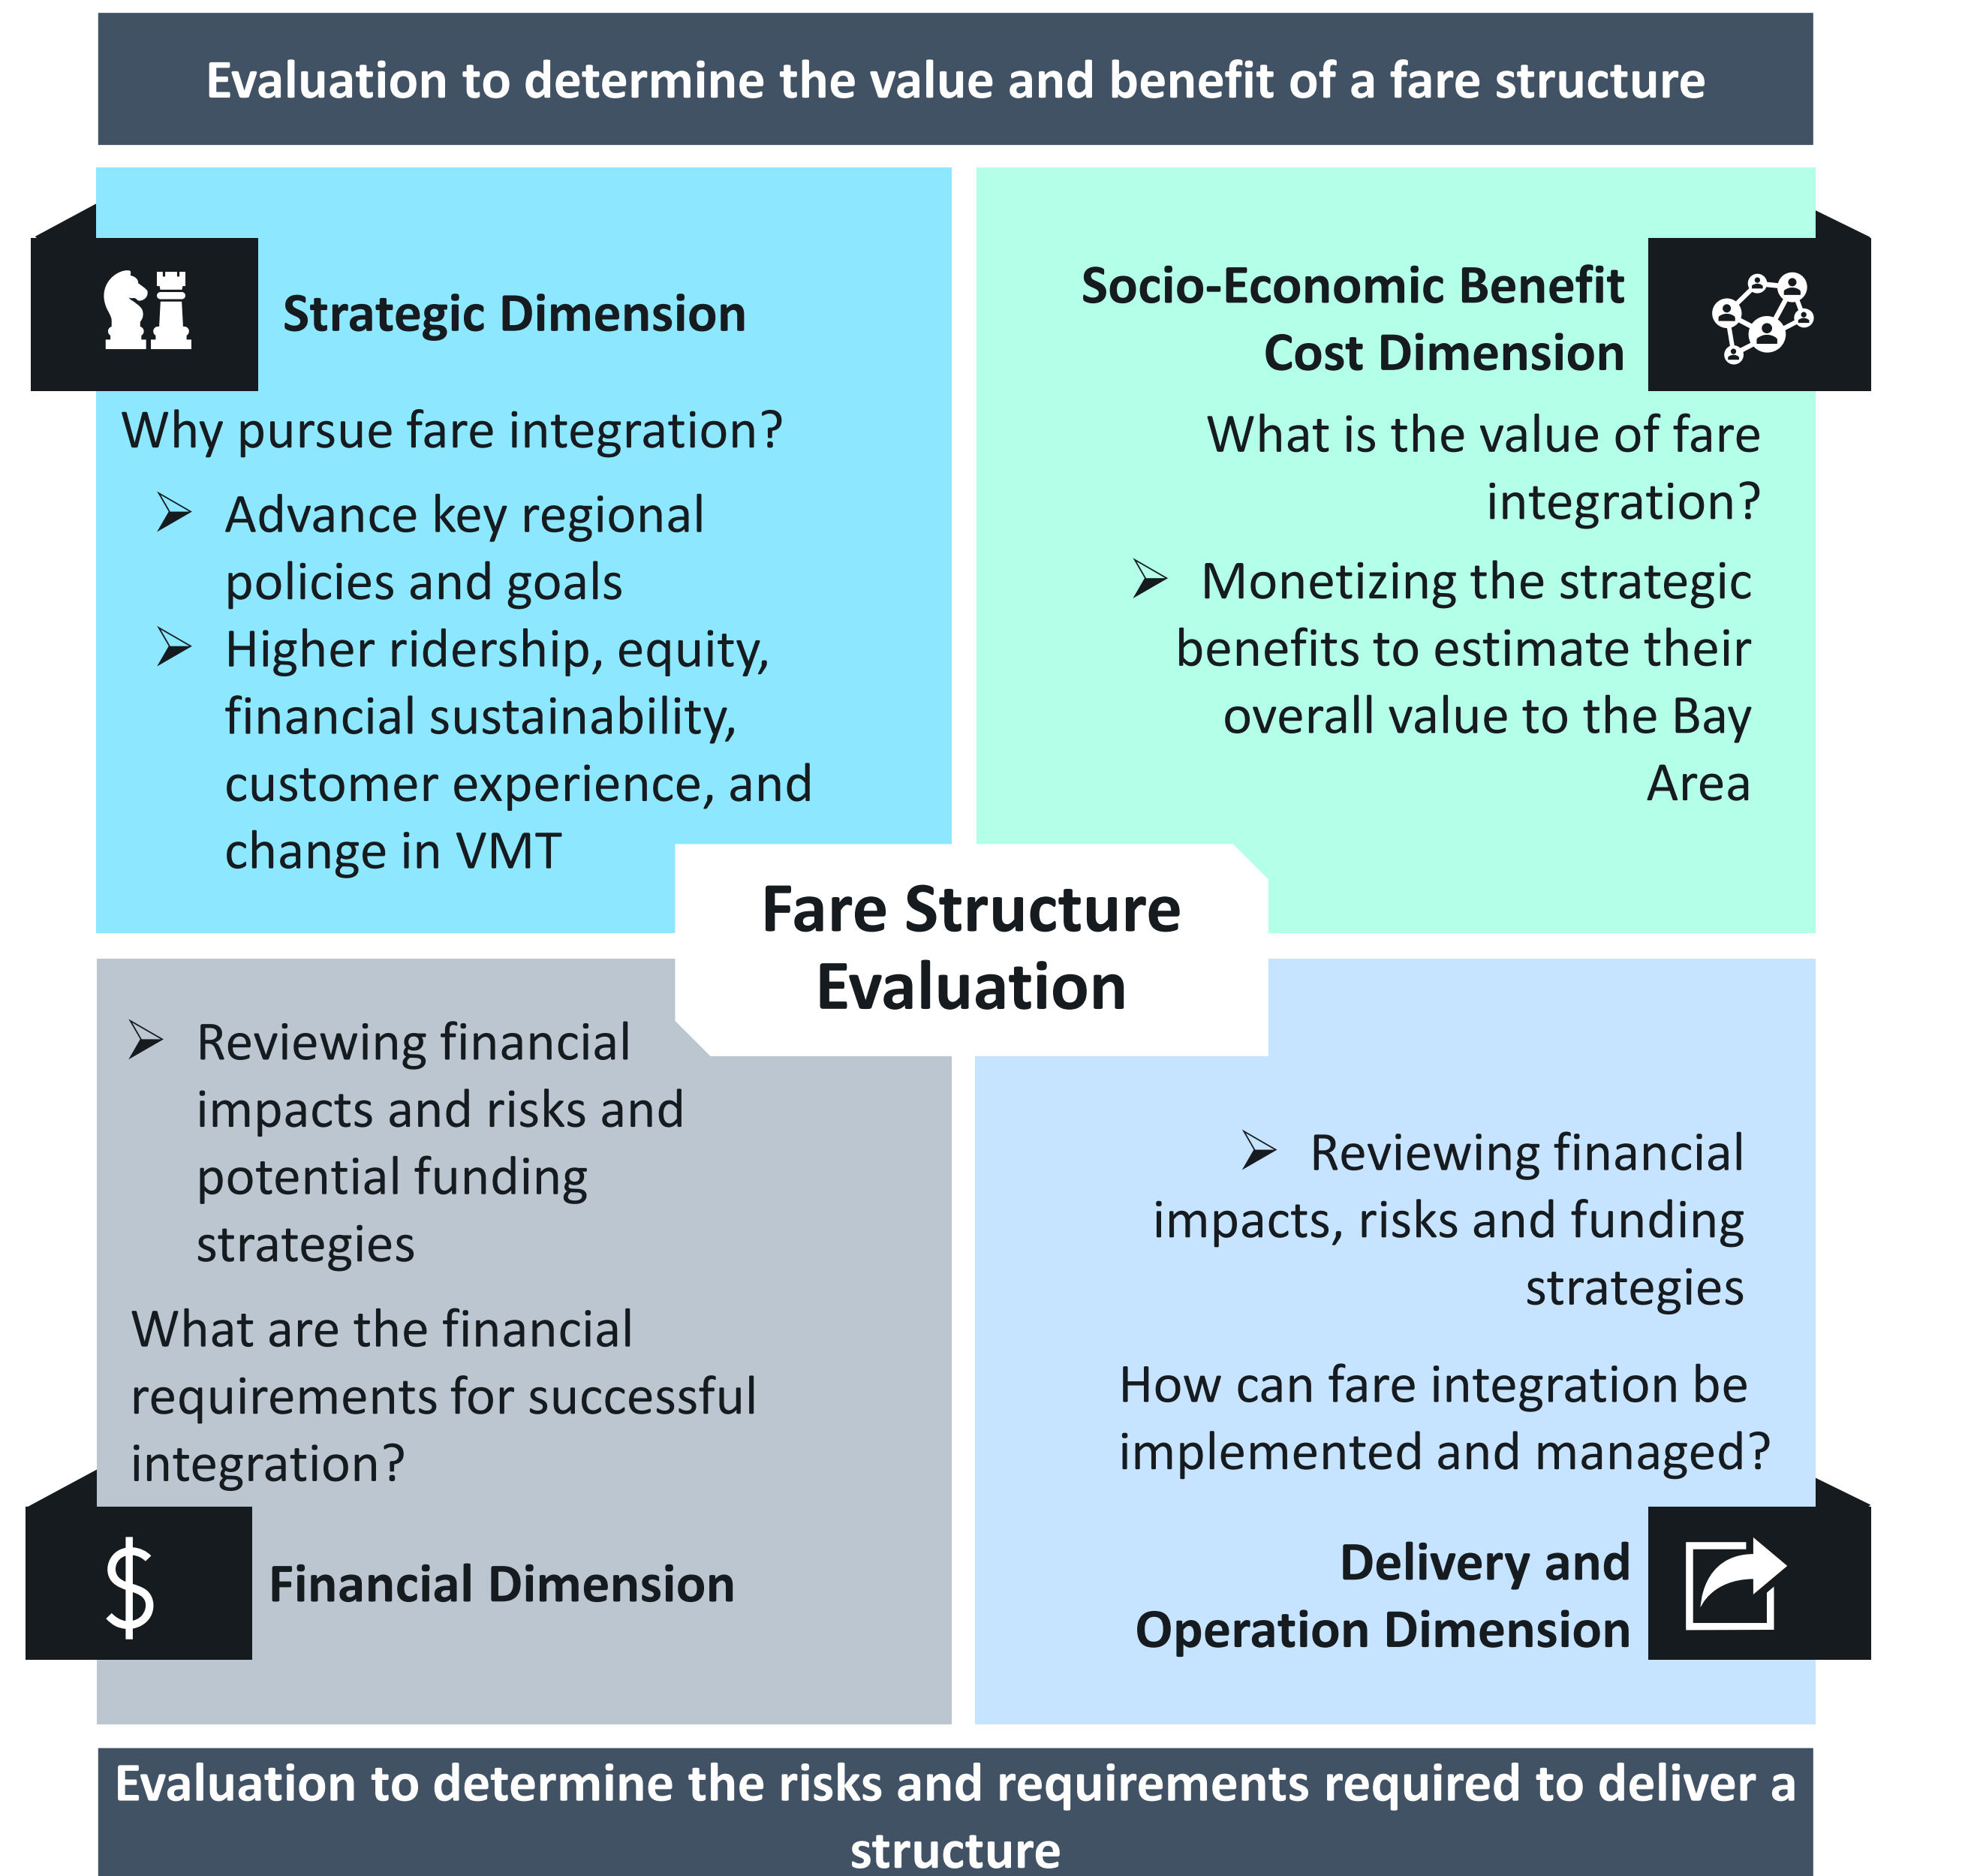 Evaluation to determine the value and benefit of a fare structure
Strategic Dimension
Why pursue fare integration?
Advance key regional
policies and goals
Higher ridership, equity,
financial sustainability,
customer experience, and
change in VMT
Socio-Economic Benefit
Cost Dimension
What is the value of fare
integration?
Monetizing the strategic
benefits to estimate their
overall value to the Bay
Area
Fare Structure
Evaluation
Reviewing financial
impacts and risks and
potential funding
strategies
What are the financial
requirements for successful
integration?
$
Financial Dimension
Reviewing financial
impacts, risks and funding
strategies
How can fare integration be
implemented and managed?
Delivery and
Operation Dimension
Evaluation to determine the risks and requirements required to deliver a
structure